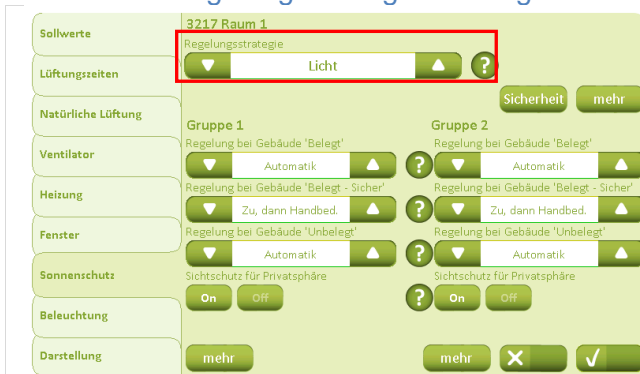 Sollwerte
Lüftungszeiten
Natürliche Lüftung
Ventilator
Heizung
Fenster
Sonnenschutz
Beleuchtung
Darstellung
3217 Raum 1
Regelungsstrategie
Licht ?
Sicherheit mehr
Gruppe 1 Gruppe 2
Regelung bei Gebäude 'Belegt' Regelung bei Gebäude 'Belegt'
Automatik ? Automatik
Regelung bei Gebäude 'Belegt - Sicher' Regelung bei Gebäude 'Belegt - Sicher'
Zu, dann Handbed. ? Zu, dann Handbed.
Regelung bei Gebäude 'Unbelegt' Regelung bei Gebäude 'Unbelegt'
Automatik ? Automatik
Sichtschutz für Privatsphäre Sichtschutz für Privatsphäre
On Off ? On Off
mehr mehr